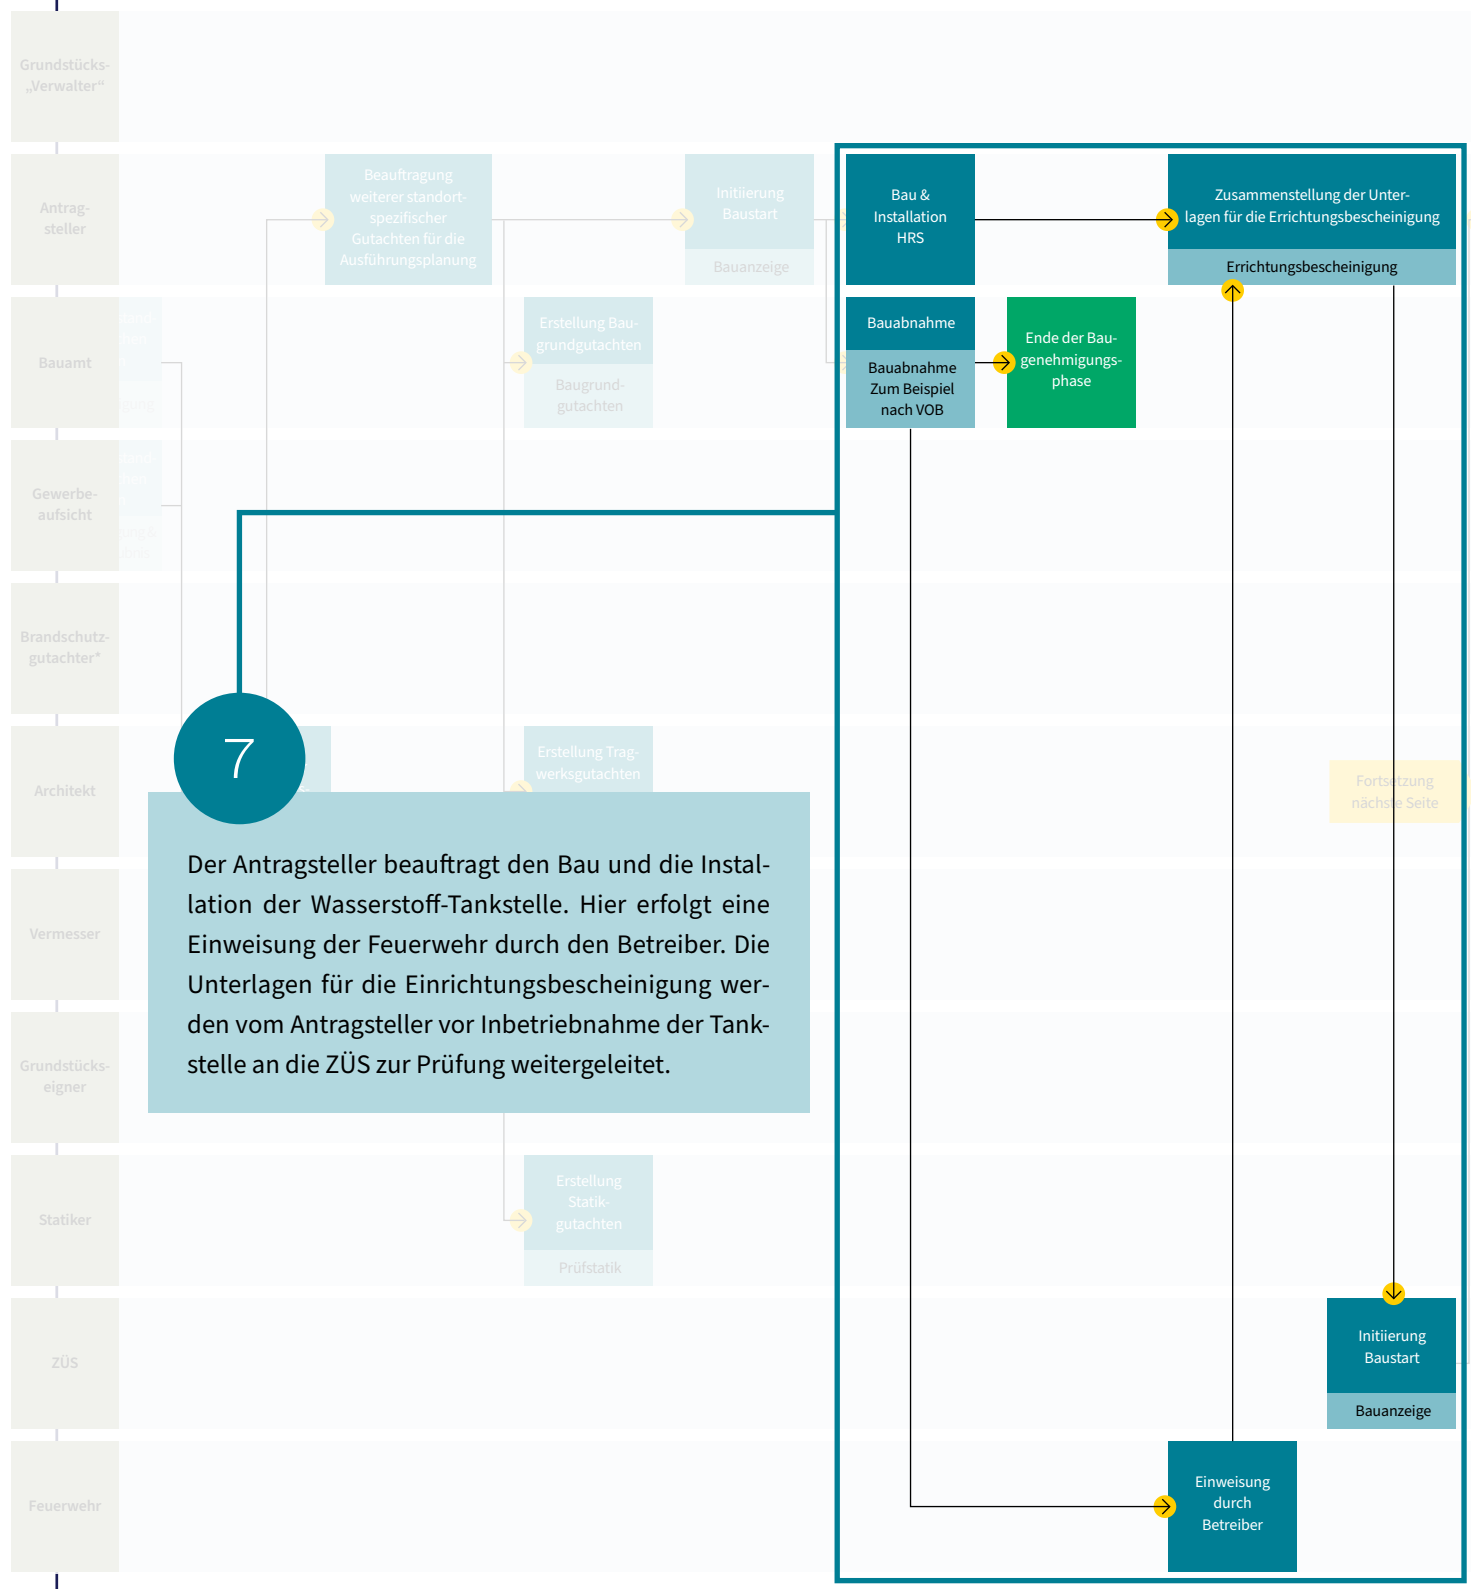 Grundstücks-
„Verwalter“
Antrag-
steller
Beauftragung
weiterer standort-
spezifischer
Gutachten für die
Ausführungsplanung
Initiierung
Baustart
Bauanzeige
Bau &
Installation
HRS
Zusammenstellung der Unter-
lagen für die Errichtungsbescheinigung
Errichtungsbescheinigung
Bauamt
Erstellung Bau-
grundgutachten
Baugrund-
gutachten
Bauabnahme
Bauabnahme
Zum Beispiel
nach VOB
Ende der Bau-
genehmigungs-
phase
Gewerbe-
aufsicht
Brandschutz-
gutachter*
Architekt
7
Erstellung Trag-
werksgutachten
Fortsetzung
nächste Seite
Der Antragsteller beauftragt den Bau und die Instal-
lation der Wasserstoff-Tankstelle. Hier erfolgt eine
Einweisung der Feuerwehr durch den Betreiber. Die
Unterlagen für die Einrichtungsbescheinigung wer-
den vom Antragsteller vor Inbetriebnahme der Tank-
stelle an die ZÜS zur Prüfung weitergeleitet.
Vermesser
Grundstücks-
eigner
Statiker
Erstellung
Statik-
gutachten
Prüfstatik
ZÜS
Initiierung
Baustart
Bauanzeige
Feuerwehr
Einweisung
durch
Betreiber